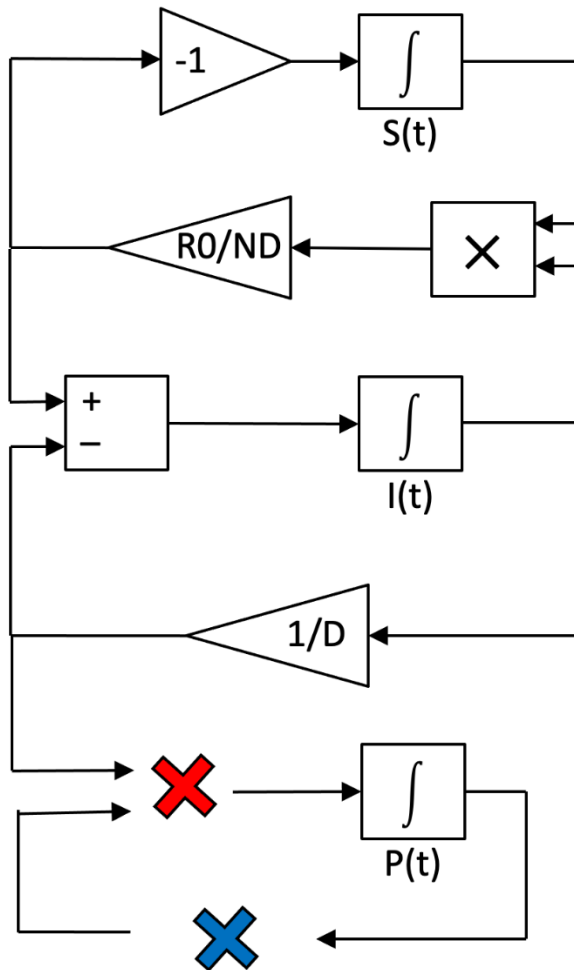 -1
∫
S(t)
R0/ND
×
+
−
∫
I(t)
1/D
∫
P(t)